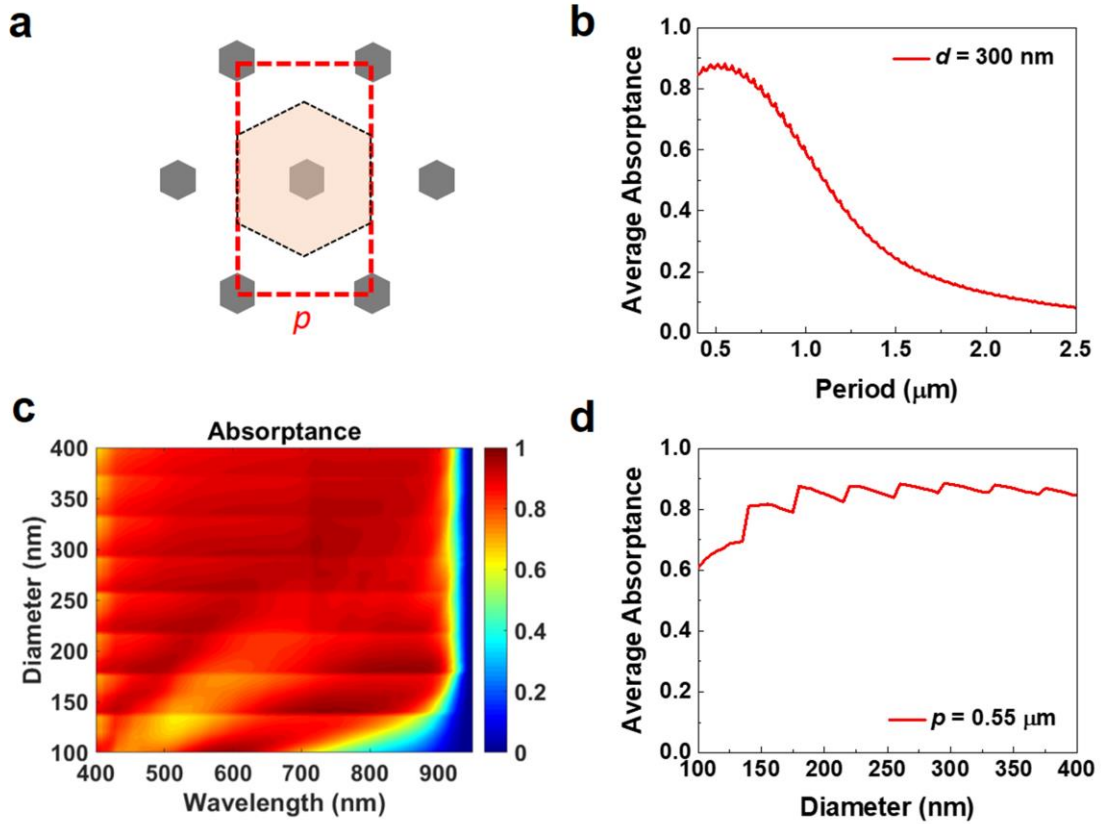 a
p
b
Average Absorptance
1.0
0.8
0.6
0.4
0.2
0.0
d = 300 nm
0.5 1.0 1.5 2.0 2.5
Period (μm)
c
Absorptance
Diameter (nm)
400
350
300
250
200
150
100
400 500 600 700 800 900
Wavelength (nm)
1
0.8
0.6
0.4
0.2
0
d
Average Absorptance
1.0
0.8
0.6
0.4
0.2
0.0
p = 0.55 μm
100 150 200 250 300 350 400
Diameter (nm)